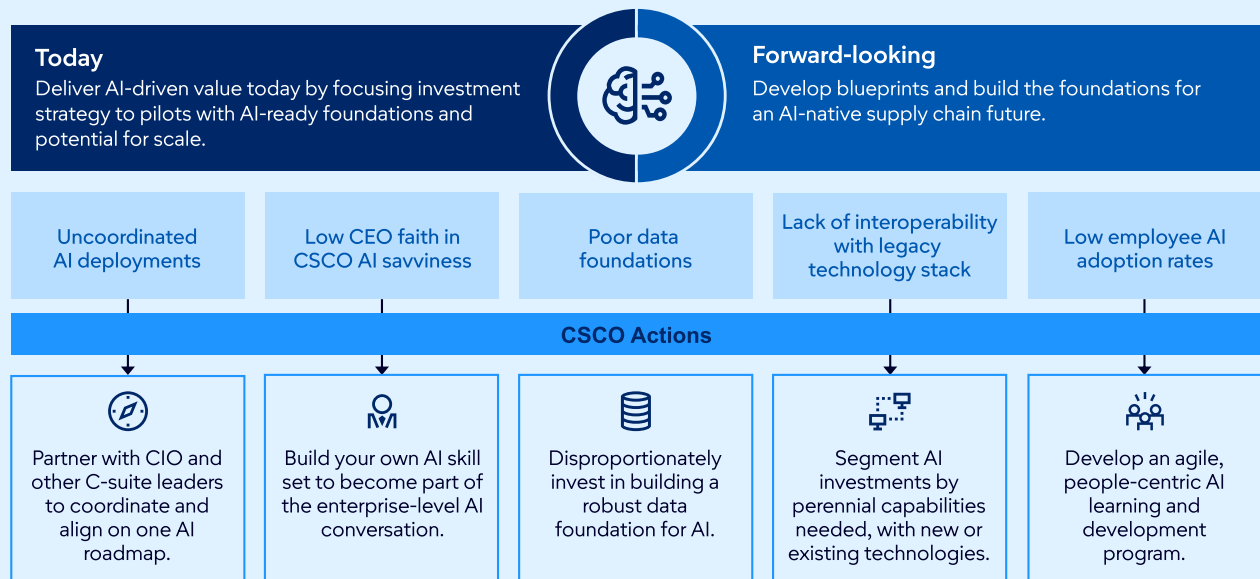 Today
Deliver AI-driven value today by focusing investment
strategy to pilots with AI-ready foundations and
potential for scale.
Forward-looking
Develop blueprints and build the foundations for
an AI-native supply chain future.
Uncoordinated
AI deployments
Low CEO faith in
CSCO AI savviness
Poor data
foundations
Lack of interoperability
with legacy
technology stack
Low employee AI
adoption rates
CSCO Actions
Partner with CIO and
other C-suite leaders
to coordinate and
align on one AI
roadmap.
Build your own AI skill
set to become part of
the enterprise-level AI
conversation.
Disproportionately
invest in building a
robust data
foundation for AI.
Segment AI
investments by
perennial capabilities
needed, with new or
existing technologies.
Develop an agile,
people-centric AI
learning and
development
program.